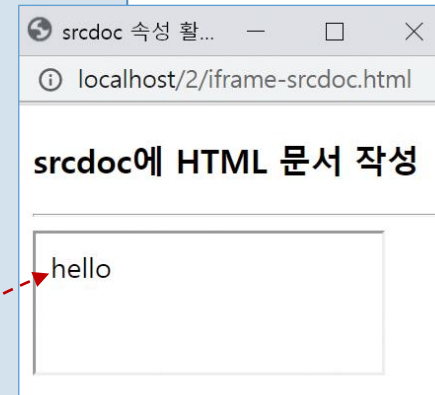 srcdoc 속성 활...
localhost/2/iframe-srcdoc.html
srcdoc에 HTML 문서 작성
hello